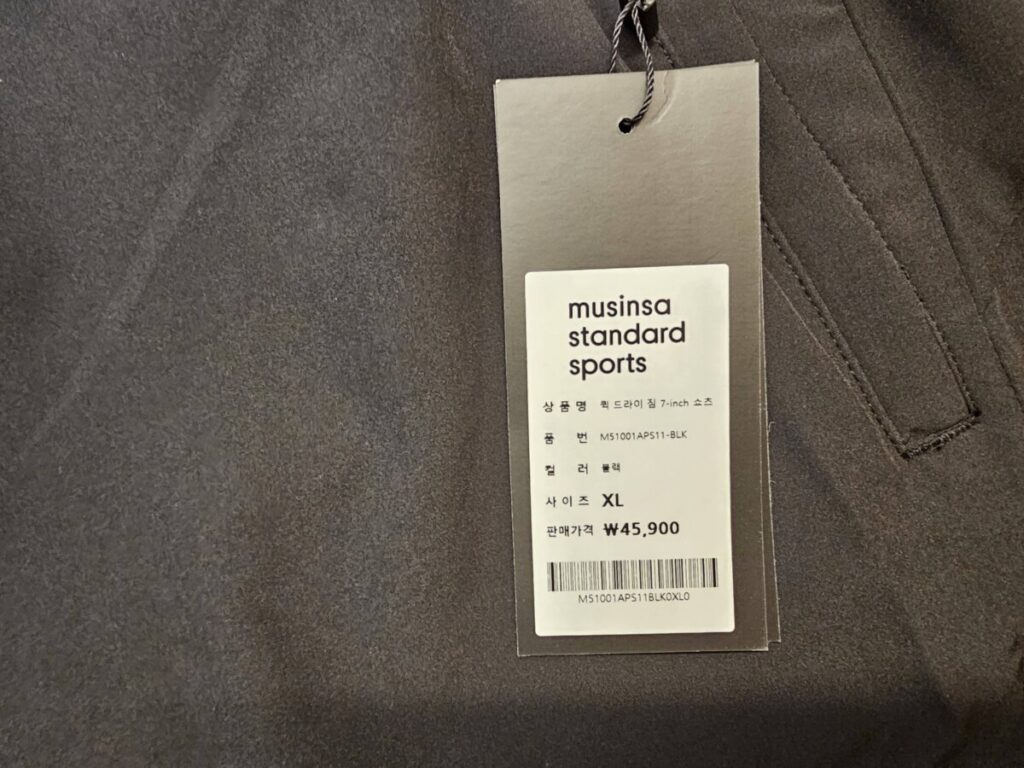 musinsa
standard
sports
상 품 명 퀵 드라이 짐 7-inch 쇼츠
품 번 M51001APS11-BLK
컬 러 블랙
사 이 즈 XL
판매가격 ₩45,900
M51001APS11BLK0XL0